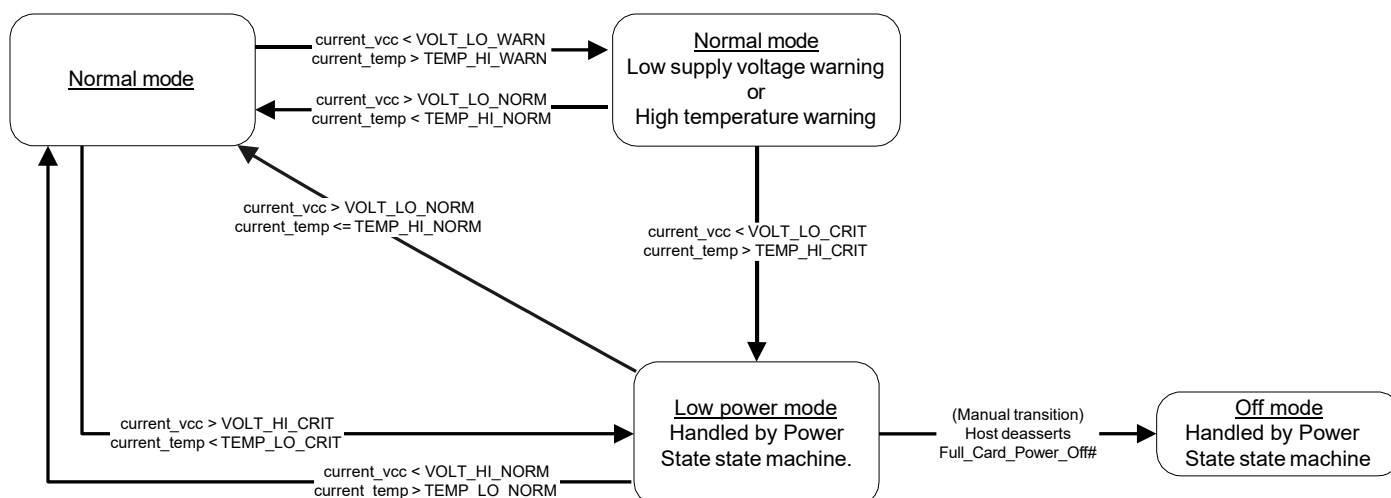 Normal mode
current_vcc < VOLT_LO_WARN
current_temp > TEMP_HI_WARN
current_vcc > VOLT_LO_NORM
current_temp < TEMP_HI_NORM
Normal mode
Low supply voltage warning
or
High temperature warning
current_vcc > VOLT_LO_NORM
current_temp <= TEMP_HI_NORM
current_vcc < VOLT_LO_CRIT
current_temp > TEMP_HI_CRIT
current_vcc > VOLT_HI_CRIT
current_temp < TEMP_LO_CRIT
current_vcc < VOLT_HI_NORM
current_temp > TEMP_LO_NORM
Low power mode
Handled by Power
State state machine.
(Manual transition)
Host deasserts
Full_Card_Power_Off#
Off mode
Handled by Power
State state machine